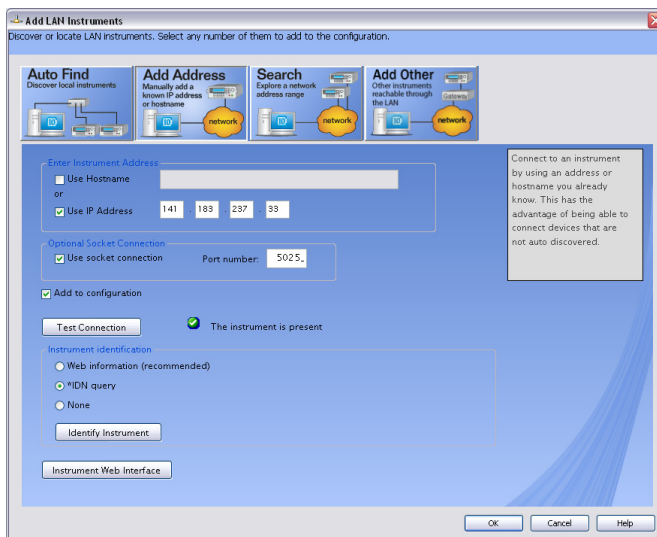 Add LAN Instruments
Discover or locate LAN instruments. Select any number of them to add to the configuration.
Auto Find
Discover local instruments
IO
Add Address
Manually add a
known IP address
or hostname
IO
network
Search
Explore a network
address range
IO
network
Add Other
Other instruments
reachable through
the LAN
Gateway
IO
network
Enter Instrument Address
Use Hostname
or
Use IP Address 141 . 183 . 237 . 33
Optional Socket Connection
Use socket connection Port number: 5025_
Add to configuration
Test Connection The instrument is present
Instrument identification
Web information (recommended)
*IDN query
None
Identify Instrument
Instrument Web Interface
Connect to an instrument
by using an address or
hostname you already
know. This has the
advantage of being able to
connect devices that are
not auto discovered.
OK Cancel Help